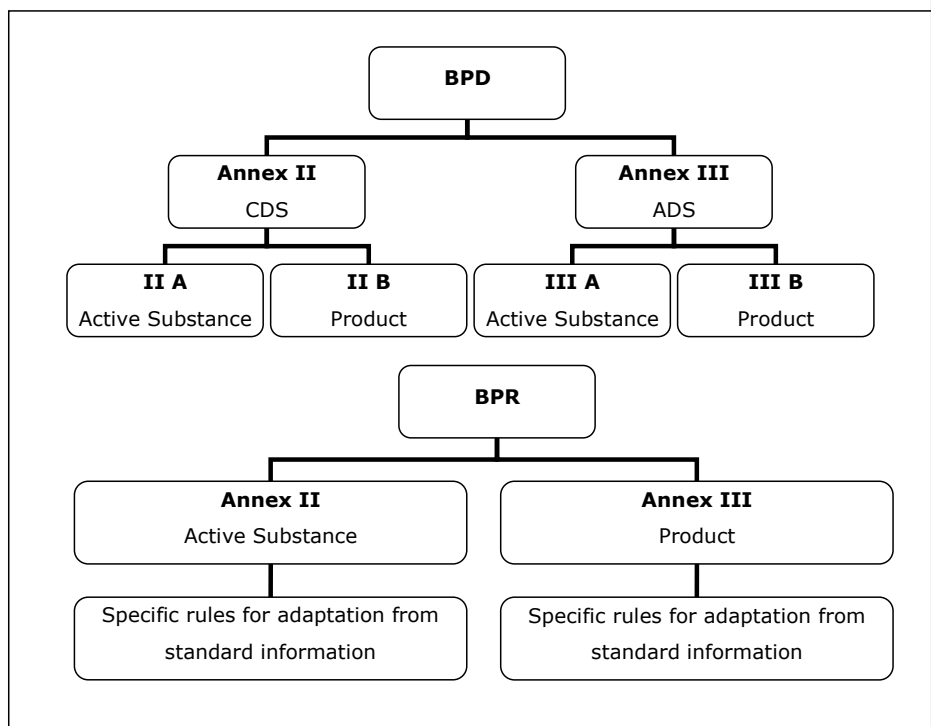 BPD
Annex II
CDS
Annex III
ADS
II A
Active Substance
II B
Product
III A
Active Substance
III B
Product
BPR
Annex II
Active Substance
Annex III
Product
Specific rules for adaptation from
standard information
Specific rules for adaptation from
standard information